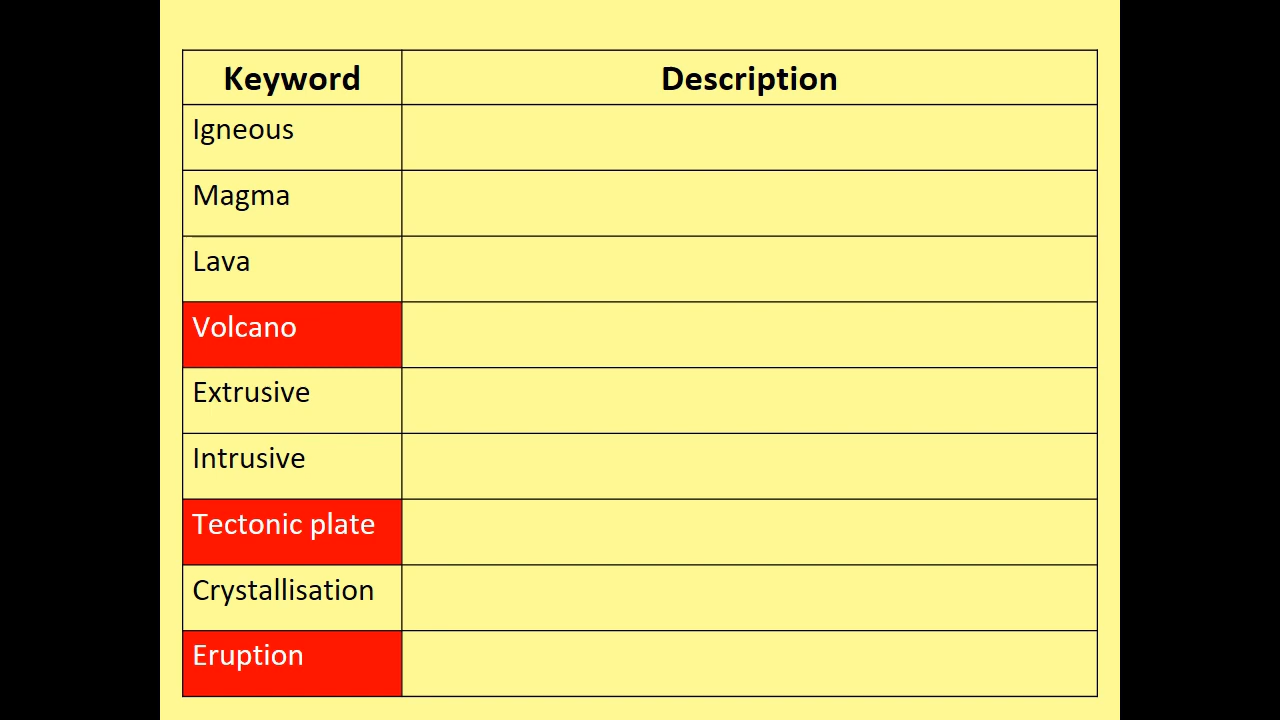 Keyword Description
Igneous
Magma
Lava
Volcano
Extrusive
Intrusive
Tectonic plate
Crystallisation
Eruption